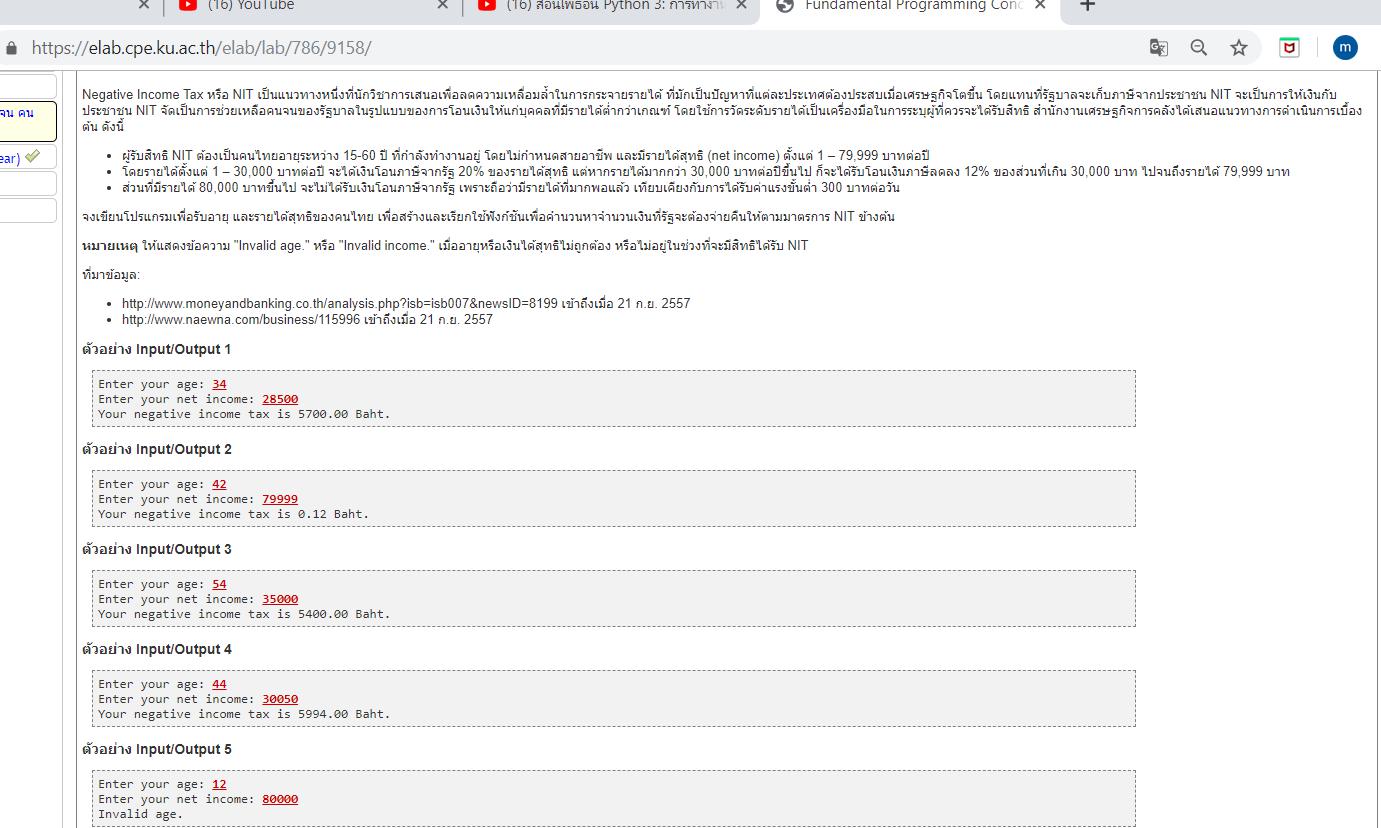 (16) YouTube
(16) สอนไพธอน Python 3: การทำงาน
Fundamental Programming Conc
https://elab.cpe.ku.ac.th/elab/lab/786/9158/
m
จน คน
ear)
Negative Income Tax หรือ NIT เป็นแนวทางหนึ่งที่นักวิชาการเสนอเพื่อลดความเหลื่อมล้ำในการกระจายรายได้ ที่มักเป็นปัญหาที่แต่ละประเทศต้องประสบเมื่อเศรษฐกิจโตขึ้น โดยแทนที่รัฐบาลจะเก็บภาษีจากประชาชน NIT จะเป็นการให้เงินกับ
ประชาชน NIT จัดเป็นการช่วยเหลือคนจนของรัฐบาลในรูปแบบของการโอนเงินให้แก่บุคคลที่มีรายได้ต่ำกว่าเกณฑ์ โดยใช้การวัดระดับรายได้เป็นเครื่องมือในการระบุผู้ที่ควรจะได้รับสิทธิ สำนักงานเศรษฐกิจการคลังได้เสนอแนวทางการดำเนินการเบื้อง
ต้น ดังนี้
• ผู้รับสิทธิ NIT ต้องเป็นคนไทยอายุระหว่าง 15-60 ปี ที่กำลังทำงานอยู่ โดยไม่กำหนดสายอาชีพ และมีรายได้สุทธิ (net income) ตั้งแต่ 1 – 79,999 บาทต่อปี
• โดยรายได้ตั้งแต่ 1 – 30,000 บาทต่อปี จะได้เงินโอนภาษีจากรัฐ 20% ของรายได้สุทธิ แต่หากรายได้มากกว่า 30,000 บาทต่อปีขึ้นไป ก็จะได้รับโอนเงินภาษีลดลง 12% ของส่วนที่เกิน 30,000 บาท ไปจนถึงรายได้ 79,999 บาท
• ส่วนที่มีรายได้ 80,000 บาทขึ้นไป จะไม่ได้รับเงินโอนภาษีจากรัฐ เพราะถือว่ามีรายได้ที่มากพอแล้ว เทียบเคียงกับการได้รับค่าแรงขั้นต่ำ 300 บาทต่อวัน
จงเขียนโปรแกรมเพื่อรับอายุ และรายได้สุทธิของคนไทย เพื่อสร้างและเรียกใช้ฟังก์ชันเพื่อคำนวนหาจำนวนเงินที่รัฐจะต้องจ่ายคืนให้ตามมาตรการ NIT ข้างต้น
หมายเหตุ ให้แสดงข้อความ "Invalid age." หรือ "Invalid income." เมื่ออายุหรือเงินได้สุทธิไม่ถูกต้อง หรือไม่อยู่ในช่วงที่จะมีสิทธิได้รับ NIT
ที่มาข้อมูล:
• http://www.moneyandbanking.co.th/analysis.php?isb=isb007&newsID=8199 เข้าถึงเมื่อ 21 ก.ย. 2557
• http://www.naewna.com/business/115996 เข้าถึงเมื่อ 21 ก.ย. 2557
ตัวอย่าง Input/Output 1
Enter your age: 34
Enter your net income: 28500
Your negative income tax is 5700.00 Baht.
ตัวอย่าง Input/Output 2
Enter your age: 42
Enter your net income: 79999
Your negative income tax is 0.12 Baht.
ตัวอย่าง Input/Output 3
Enter your age: 54
Enter your net income: 35000
Your negative income tax is 5400.00 Baht.
ตัวอย่าง Input/Output 4
Enter your age: 44
Enter your net income: 30050
Your negative income tax is 5994.00 Baht.
ตัวอย่าง Input/Output 5
Enter your age: 12
Enter your net income: 80000
Invalid age.